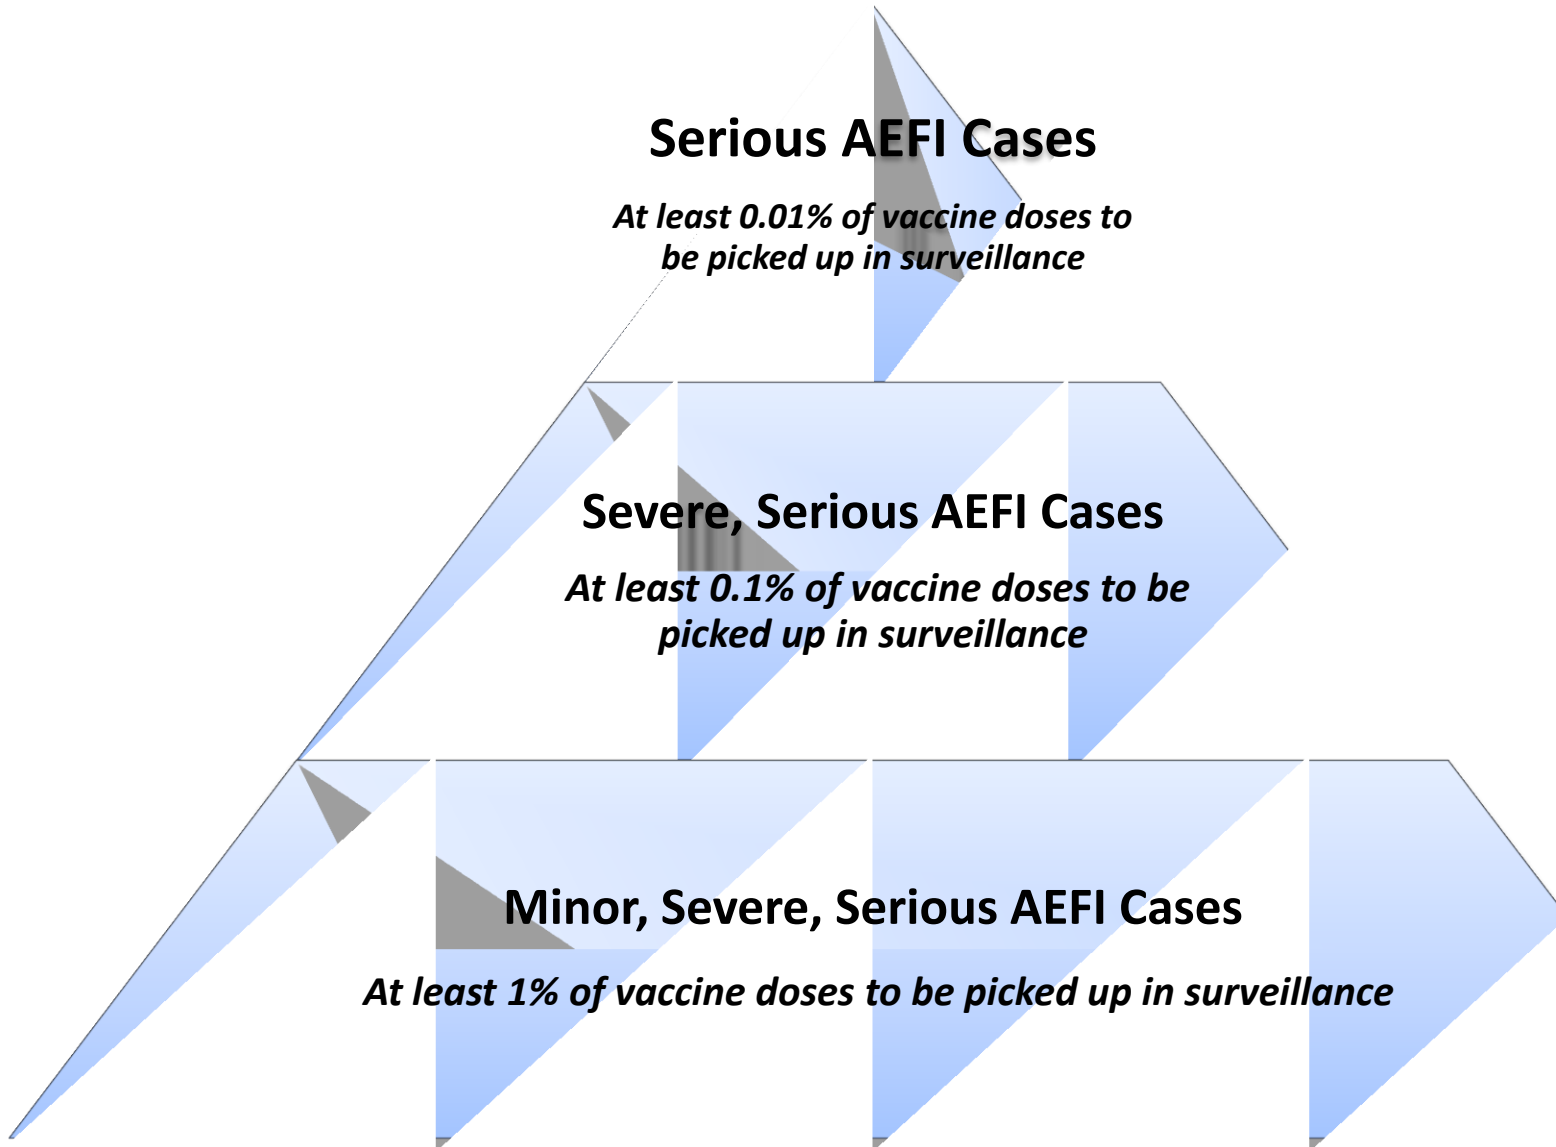 Serious AEFI Cases
At least 0.01% of vaccine doses to
be picked up in surveillance
Severe, Serious AEFI Cases
At least 0.1% of vaccine doses to be
picked up in surveillance
Minor, Severe, Serious AEFI Cases
At least 1% of vaccine doses to be picked up in surveillance